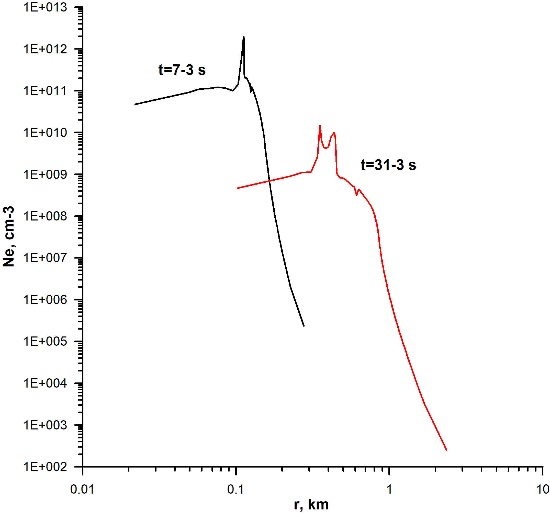 1E+013
1E+012
t=7-3 s
1E+011
1E+010
t=31-3 s
1E+009
1E+008
Ne, cm-3
1E+007
1E+006
1E+005
1E+004
1E+003
1E+002
0.01 0.1 1 10
r, km